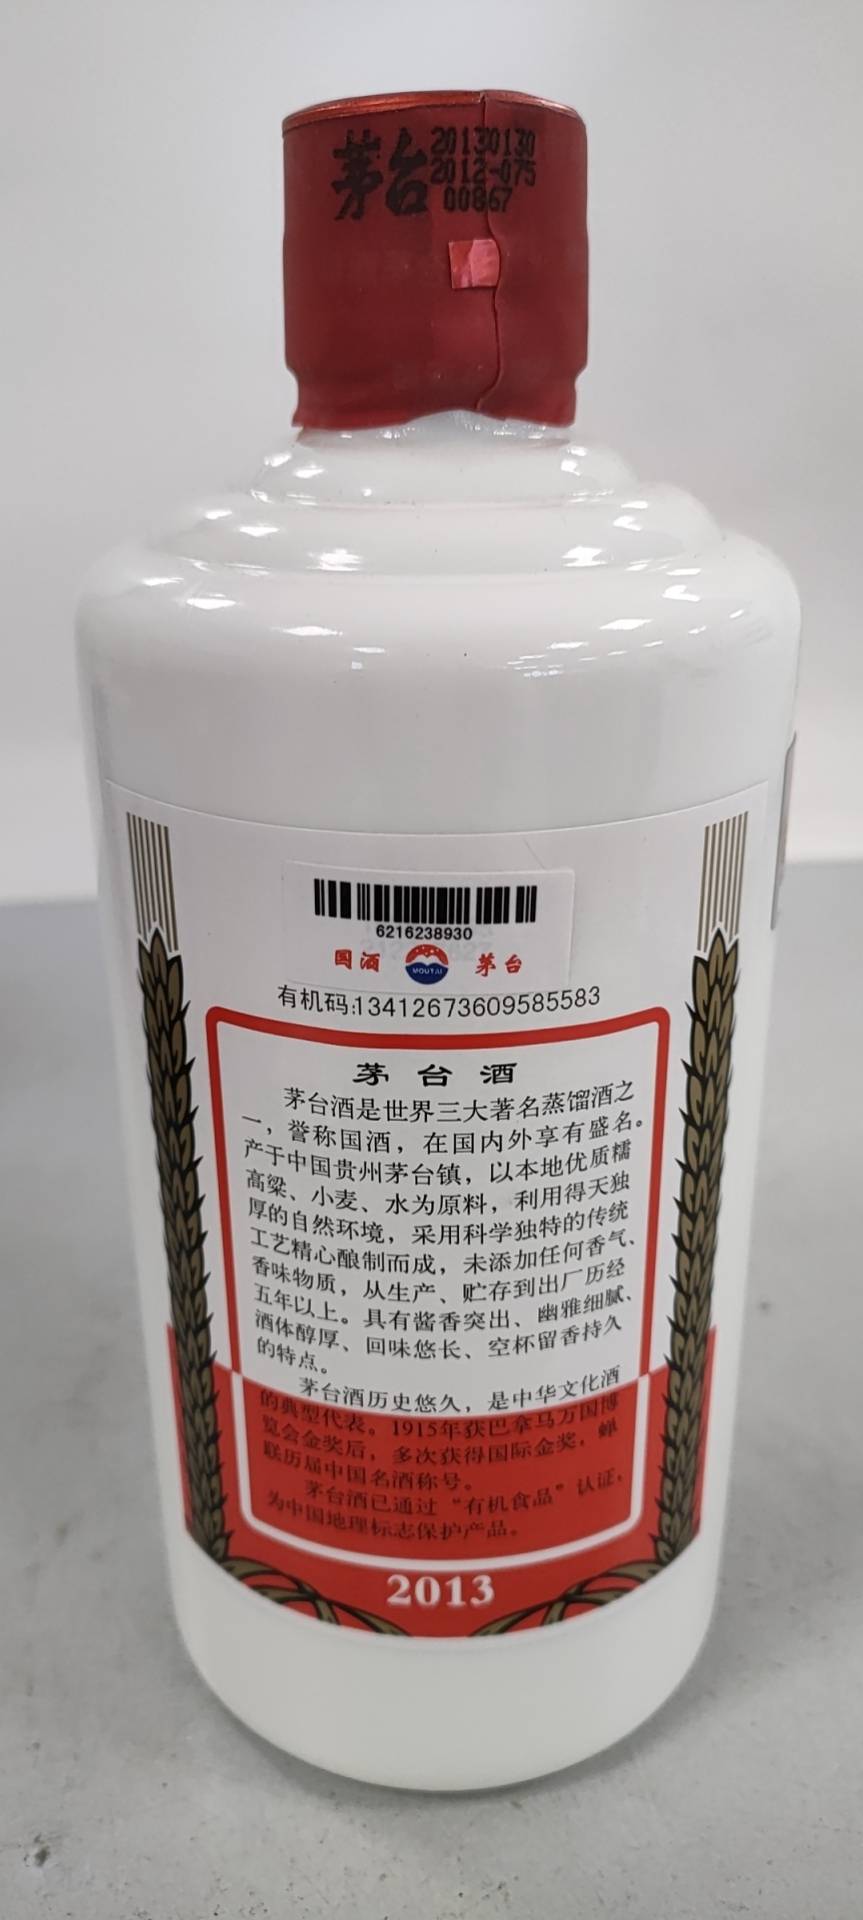 茅台
20130130
2012-075
00867
6216238930
国酒 MOUTAI 茅台
有机码:13412673609585583
茅台酒
茅台酒是世界三大著名蒸馏酒之
一，誉称国酒，在国内外享有盛名。
产于中国贵州茅台镇，以本地优质糯
高粱、小麦、水为原料，利用得天独
厚的自然环境，采用科学独特的传统
工艺精心酿制而成，未添加任何香气、
香味物质，从生产、贮存到出厂历经
五年以上。具有酱香突出、幽雅细腻、
酒体醇厚、回味悠长、空杯留香持久
的特点。
茅台酒历史悠久，是中华文化酒
的典型代表。1915年获巴拿马万国博
览会金奖后，多次获得国际金奖，蝉
联历届中国名酒称号。
茅台酒已通过“有机食品”认证，
为中国地理标志保护产品。
2013